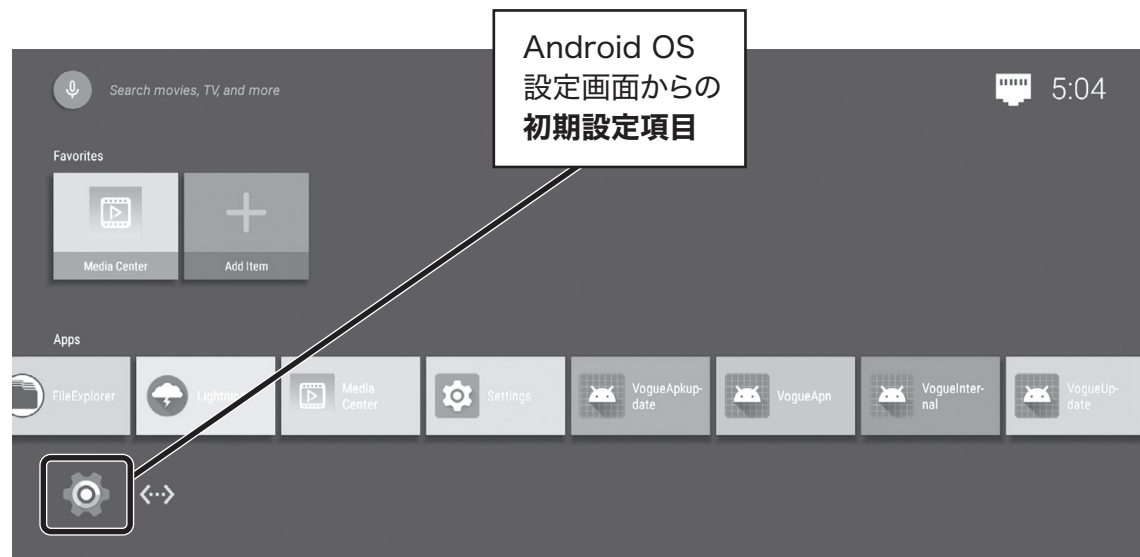 Android OS
設定画面からの
初期設定項目
Search movies, TV, and more
5:04
Favorites
Media Center
Add Item
Apps
FileExplorer
Lightning
Media
Center
Settings
VogueApkup-
date
VogueApn
VogueInter-
nal
VogueUp-
date